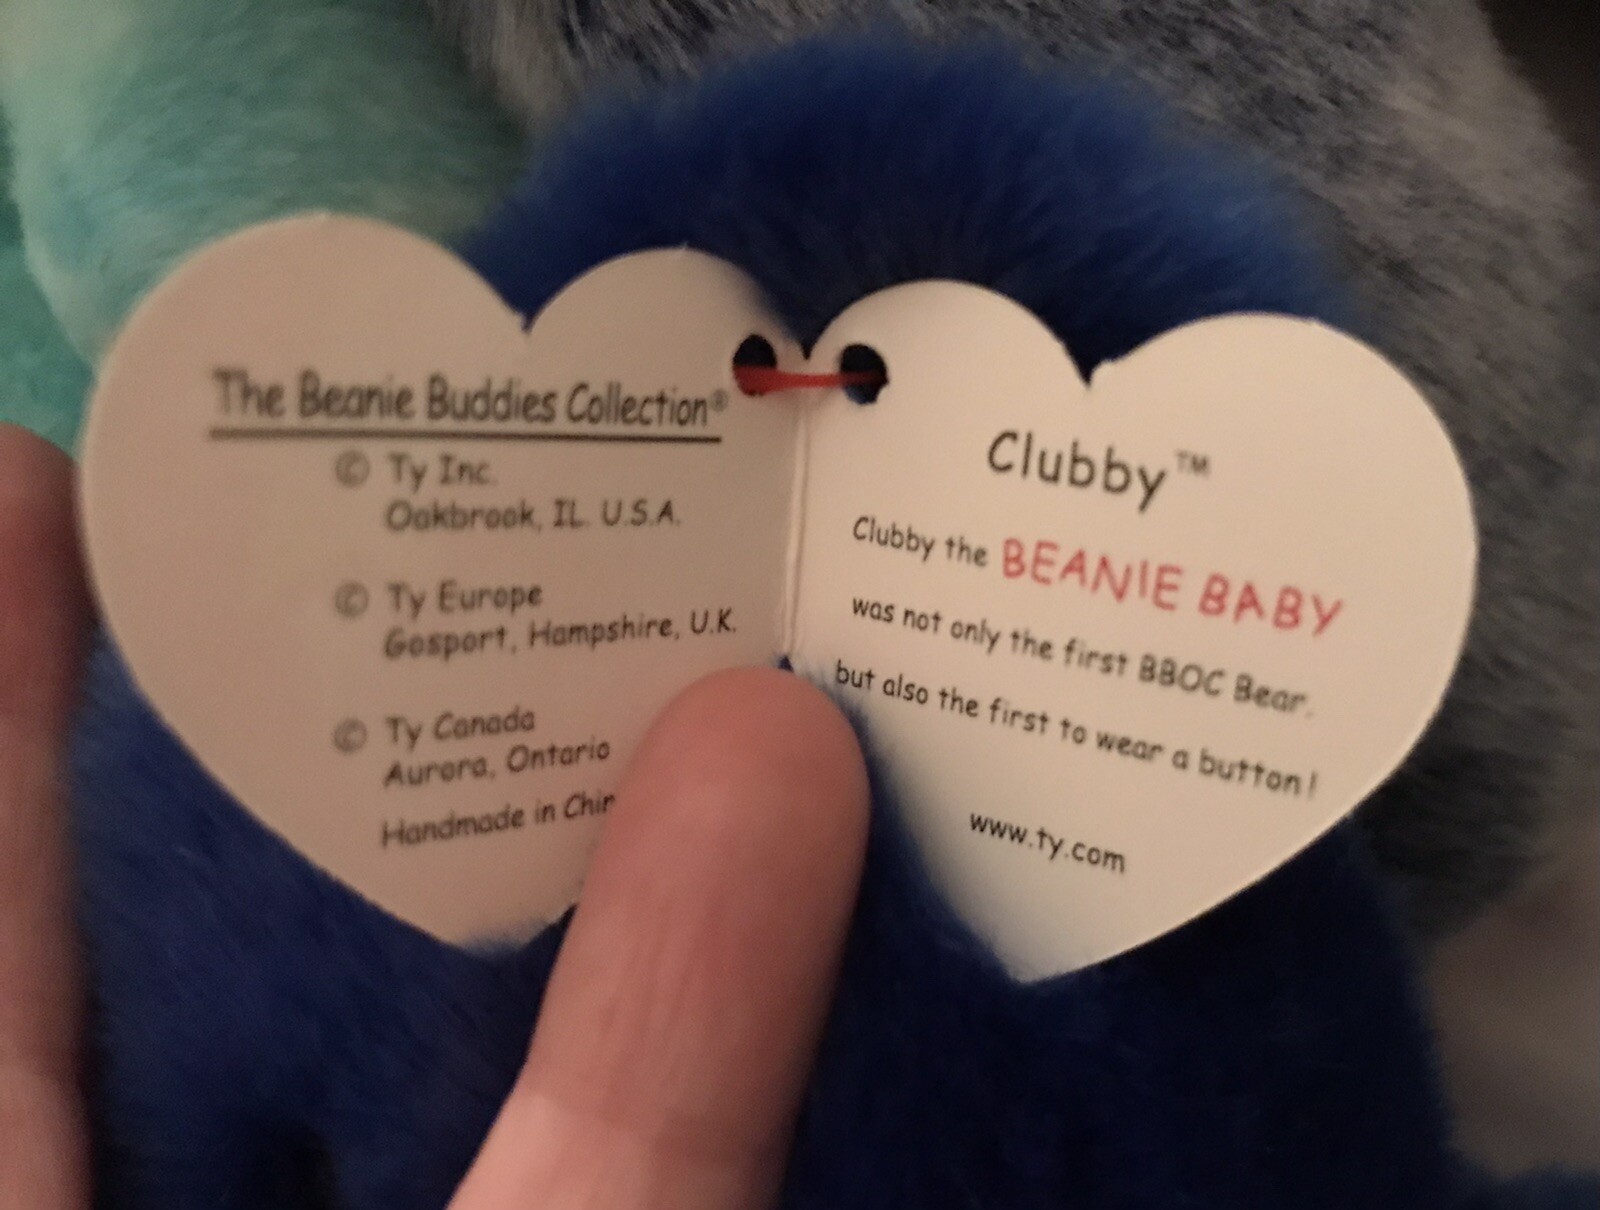 The Beanie Buddies Collection®
© Ty Inc.
Oakbrook, IL. U.S.A.
© Ty Europe
Gosport, Hampshire, U.K.
© Ty Canada
Aurora, Ontario
Handmade in Chin
Clubby™
Clubby the BEANIE BABY
was not only the first BBOC Bear,
but also the first to wear a button!
www.ty.com